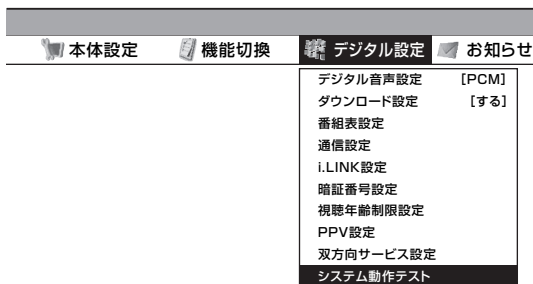 本体設定 機能切換 デジタル設定 お知らせ
デジタル音声設定 [PCM]
ダウンロード設定 [する]
番組表設定
通信設定
i.LINK設定
暗証番号設定
視聴年齢制限設定
PPV設定
双方向サービス設定
システム動作テスト